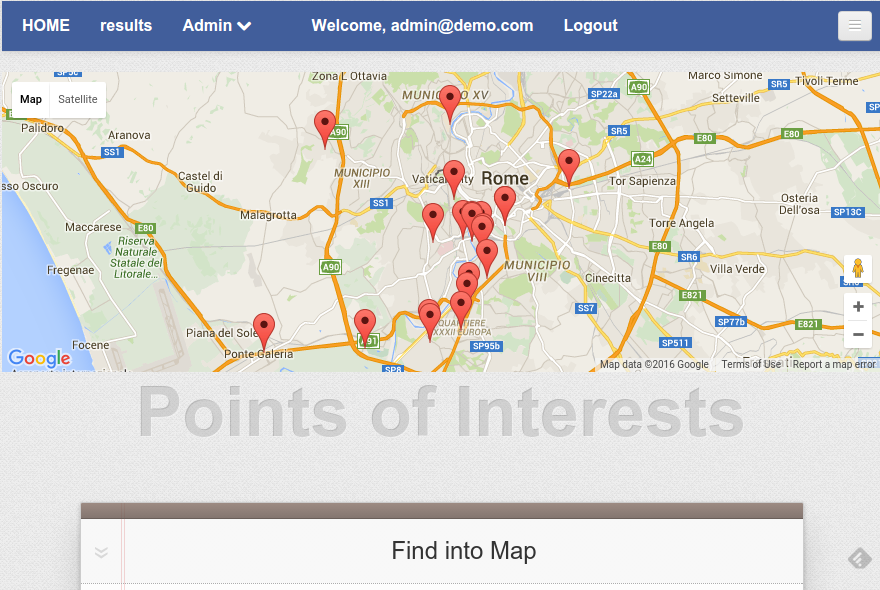 HOME results Admin Welcome, admin@demo.com Logout
Map Satellite
SP5c
Zona L Ottavia
MUNICIPIO XV
SP22a
A90
Marco Simone
SR5
Tivoli Terme
Setteville
Palidoro
Aranova
A90
SR5
E80
E80
SS1
Castel di
Guido
MUNICIPIO
XIII
Rome
A24
Tor Sapienza
SS1
Osteria
Dell'osa
SP13C
Malagrotta
Maccarese
E80
Torre Angela
Riserva
Naturale
Statale del
Litorale...
E80
SR6
Villa Verde
Fregenae
A90
MUNICIPIO
VIII
Cinecittà
E821
SS7
SP77b
E821
Piana del Sole
Focene
Ponte Galeria
A91
QUARTIERE
XXXII EUROPA
SP95b
SP511
SP8
Google
Map data ©2016 Google Terms of Use Report a map error
Points of Interests
Find into Map